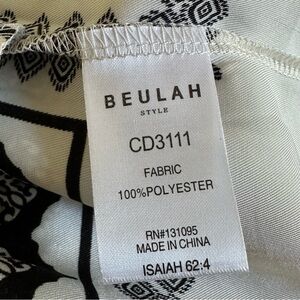 BEULAH
STYLE
CD3111
FABRIC
100%POLYESTER
RN#131095
MADE IN CHINA
ISAIAH 62:4